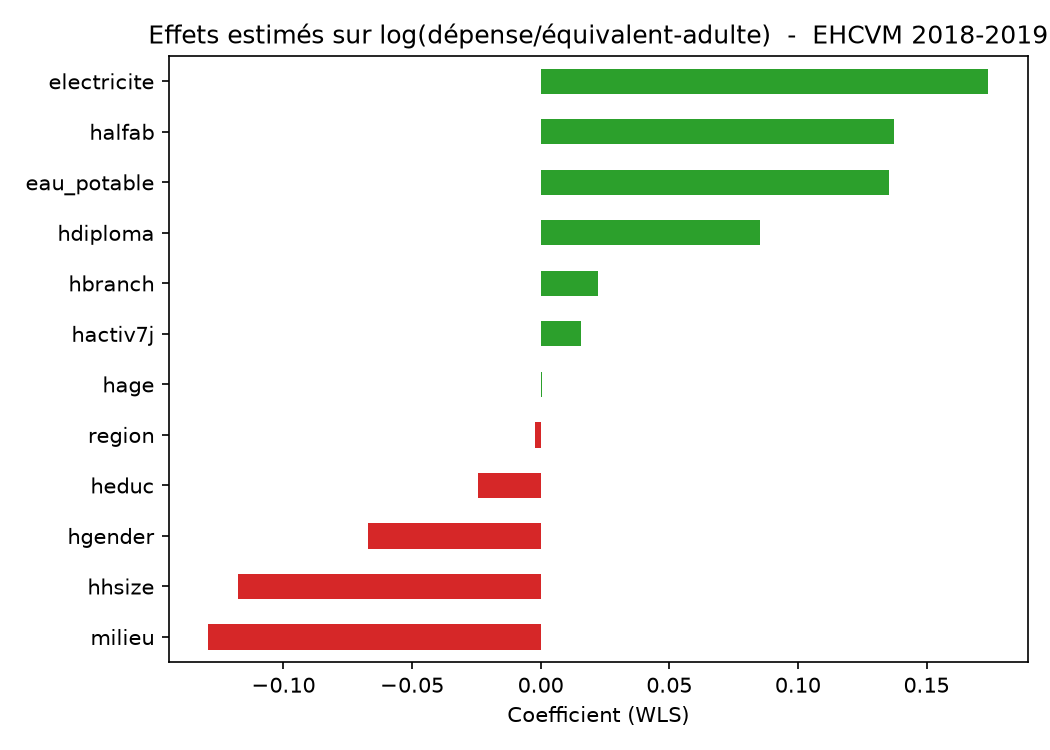 Effets estimés sur log(dépense/équivalent-adulte)  -  EHCVM 2018-2019
electricite
halfab
eau_potable
hdiploma
hbranch
hactiv7j
hage
region
heduc
hgender
hhsize
milieu
−0.10 −0.05 0.00 0.05 0.10 0.15
Coefficient (WLS)